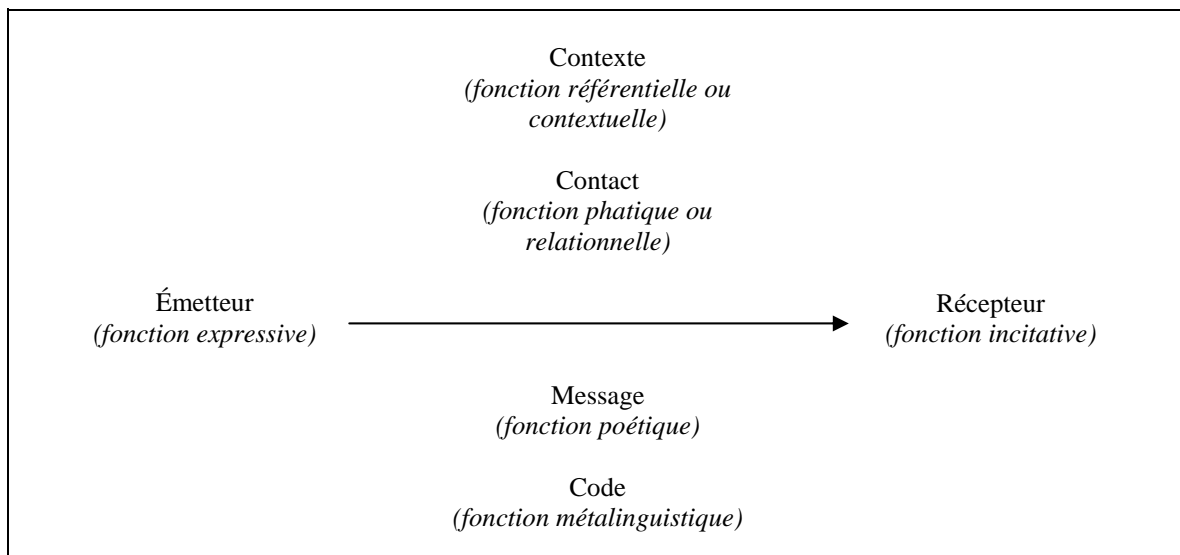 Contexte
(fonction référentielle ou
contextuelle)
Contact
(fonction phatique ou
relationnelle)
Émetteur
(fonction expressive)
Récepteur
(fonction incitative)
Message
(fonction poétique)
Code
(fonction métalinguistique)